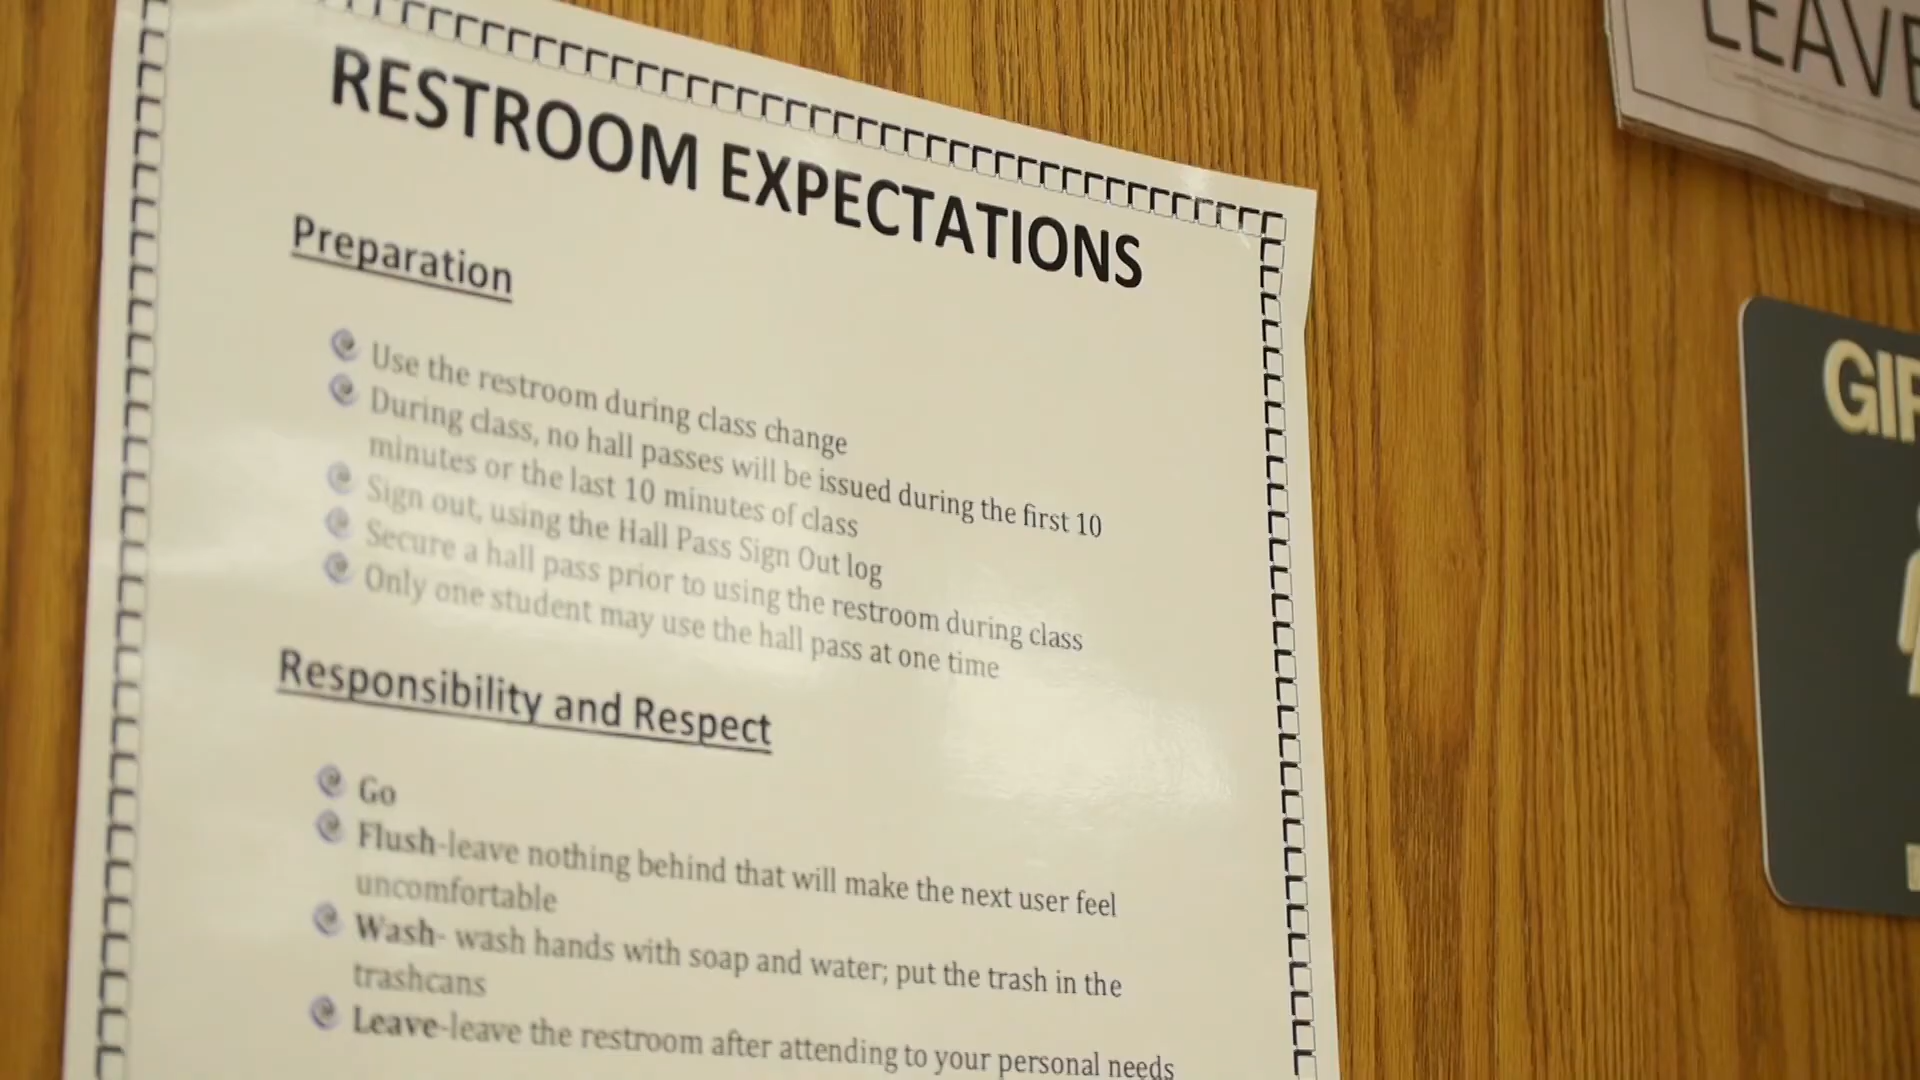 RESTROOM EXPECTATIONS
Preparation
Use the restroom during class change
During class, no hall passes will be issued during the first 10
minutes or the last 10 minutes of class
Sign out, using the Hall Pass Sign Out log
Secure a hall pass prior to using the restroom during class
Only one student may use the hall pass at one time
Responsibility and Respect
Go
Flush-leave nothing behind that will make the next user feel
uncomfortable
Wash- wash hands with soap and water; put the trash in the
trashcans
Leave-leave the restroom after attending to your personal needs
LEAVE